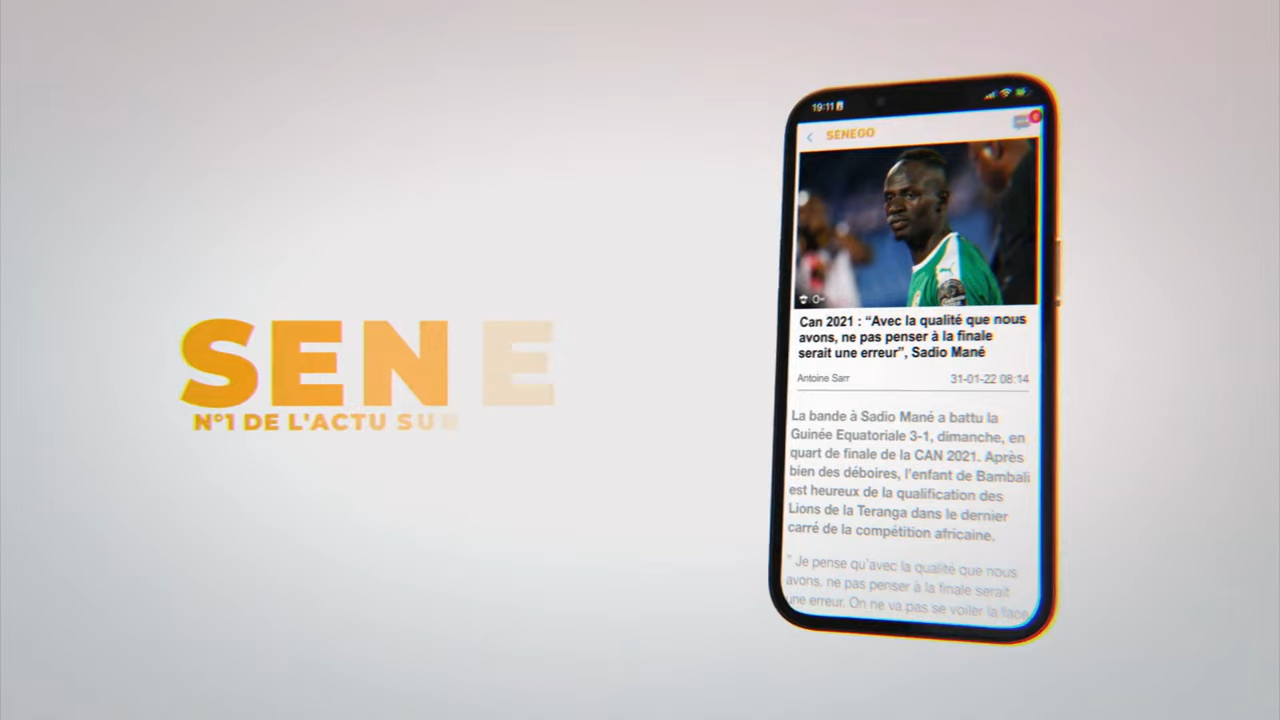 SEN E
N°1 DE L'ACTU SU
19:11
SENEGO
Can 2021 : “Avec la qualité que nous
avons, ne pas penser à la finale
serait une erreur”, Sadio Mané
Antoine Sarr 31-01-22 08:14
La bande à Sadio Mané a battu la
Guinée Equatoriale 3-1, dimanche, en
quart de finale de la CAN 2021. Après
bien des déboires, l'enfant de Bambali
est heureux de la qualification des
Lions de la Teranga dans le dernier
carré de la compétition africaine.
" Je pense qu'avec la qualité que nous
avons, ne pas penser à la finale serait
une erreur. On ne va pas se voiler la face